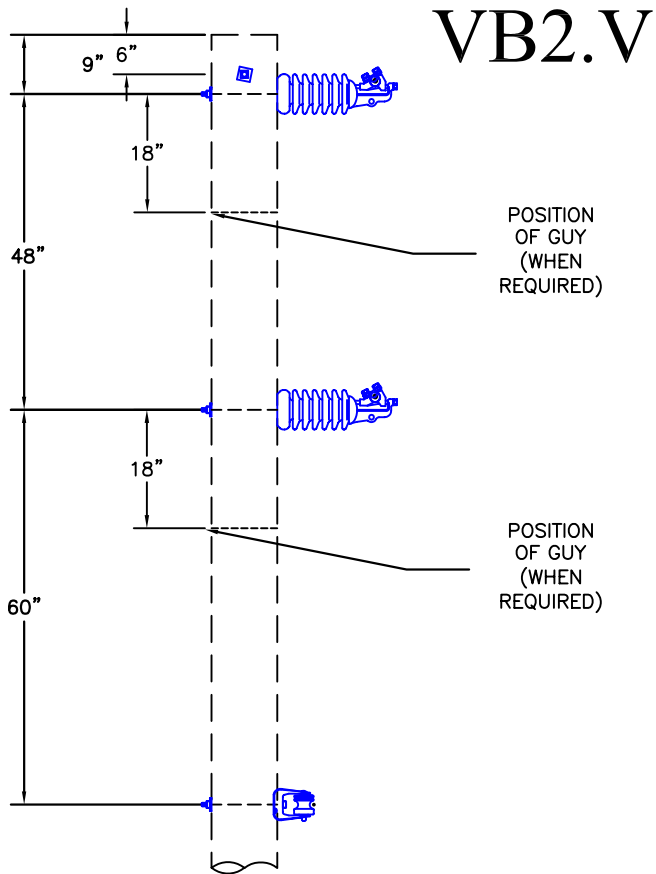 VB2.V
9” 6”
18”
POSITION
OF GUY
(WHEN
REQUIRED)
48”
18”
POSITION
OF GUY
(WHEN
REQUIRED)
60”